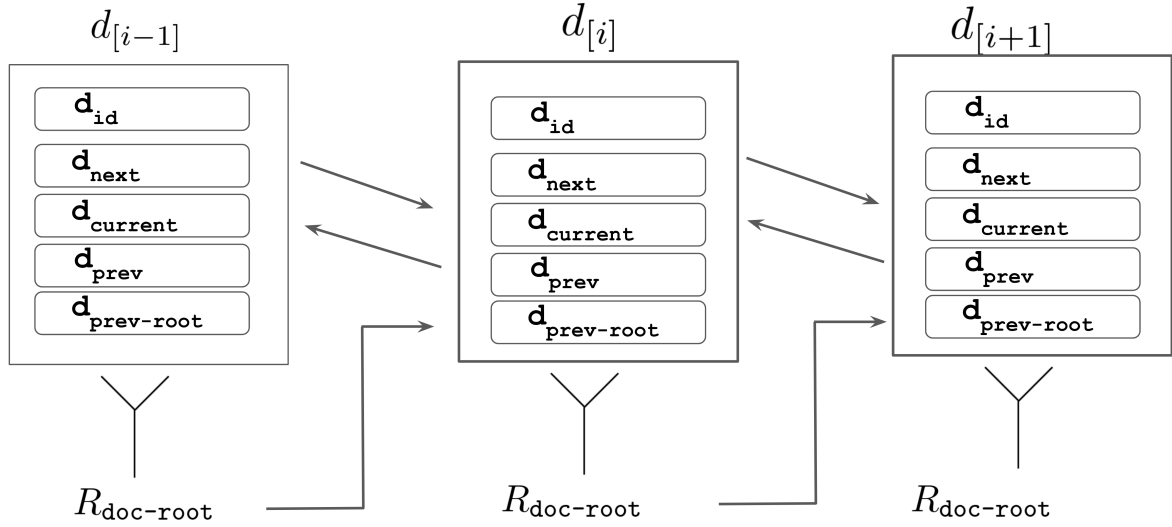 d[i−1]
d_id
d_next
d_current
d_prev
d_prev-root
R_doc-root
d[i]
d_id
d_next
d_current
d_prev
d_prev-root
R_doc-root
d[i+1]
d_id
d_next
d_current
d_prev
d_prev-root
R_doc-root